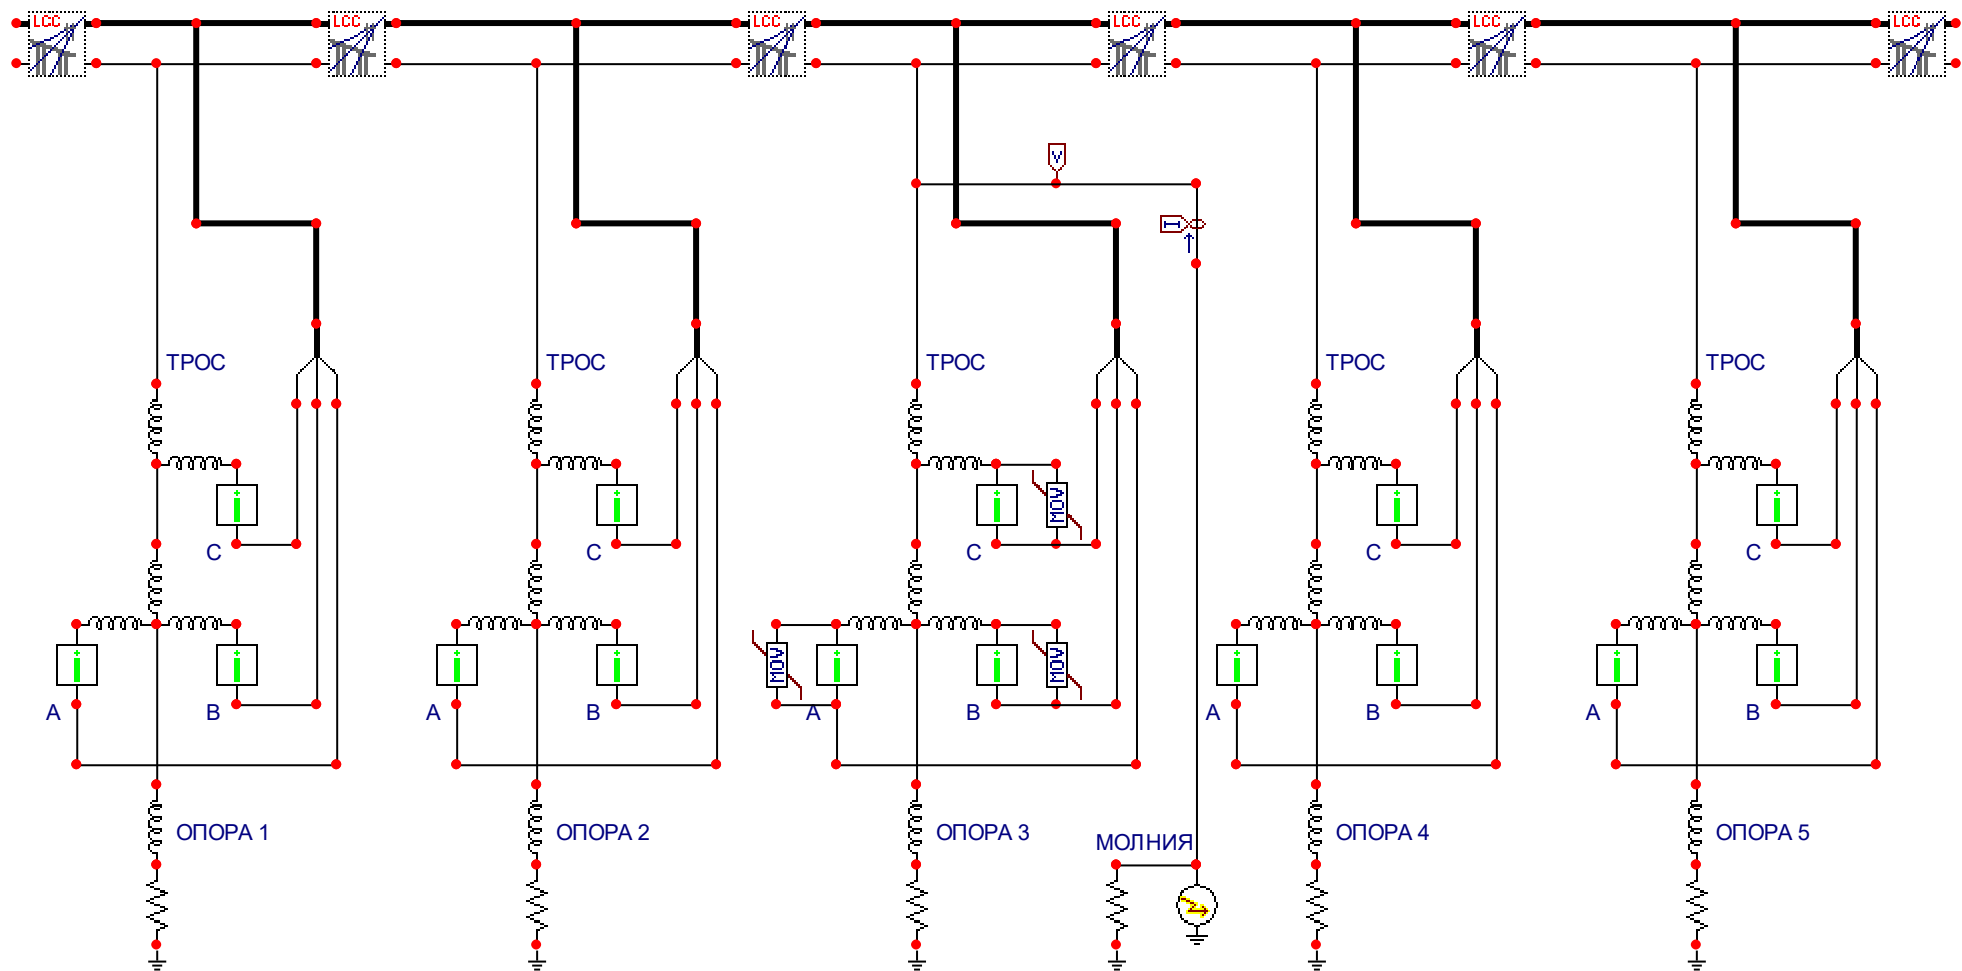 LCC LCC LCC LCC LCC LCC
V
I
ТРОС ТРОС ТРОС ТРОС ТРОС
i i i MOV i i
C C C C C
i i i i MOV i i MOV i i i i
A B A B A B A B A B
ОПОРА 1 ОПОРА 2 ОПОРА 3 МОЛНИЯ ОПОРА 4 ОПОРА 5